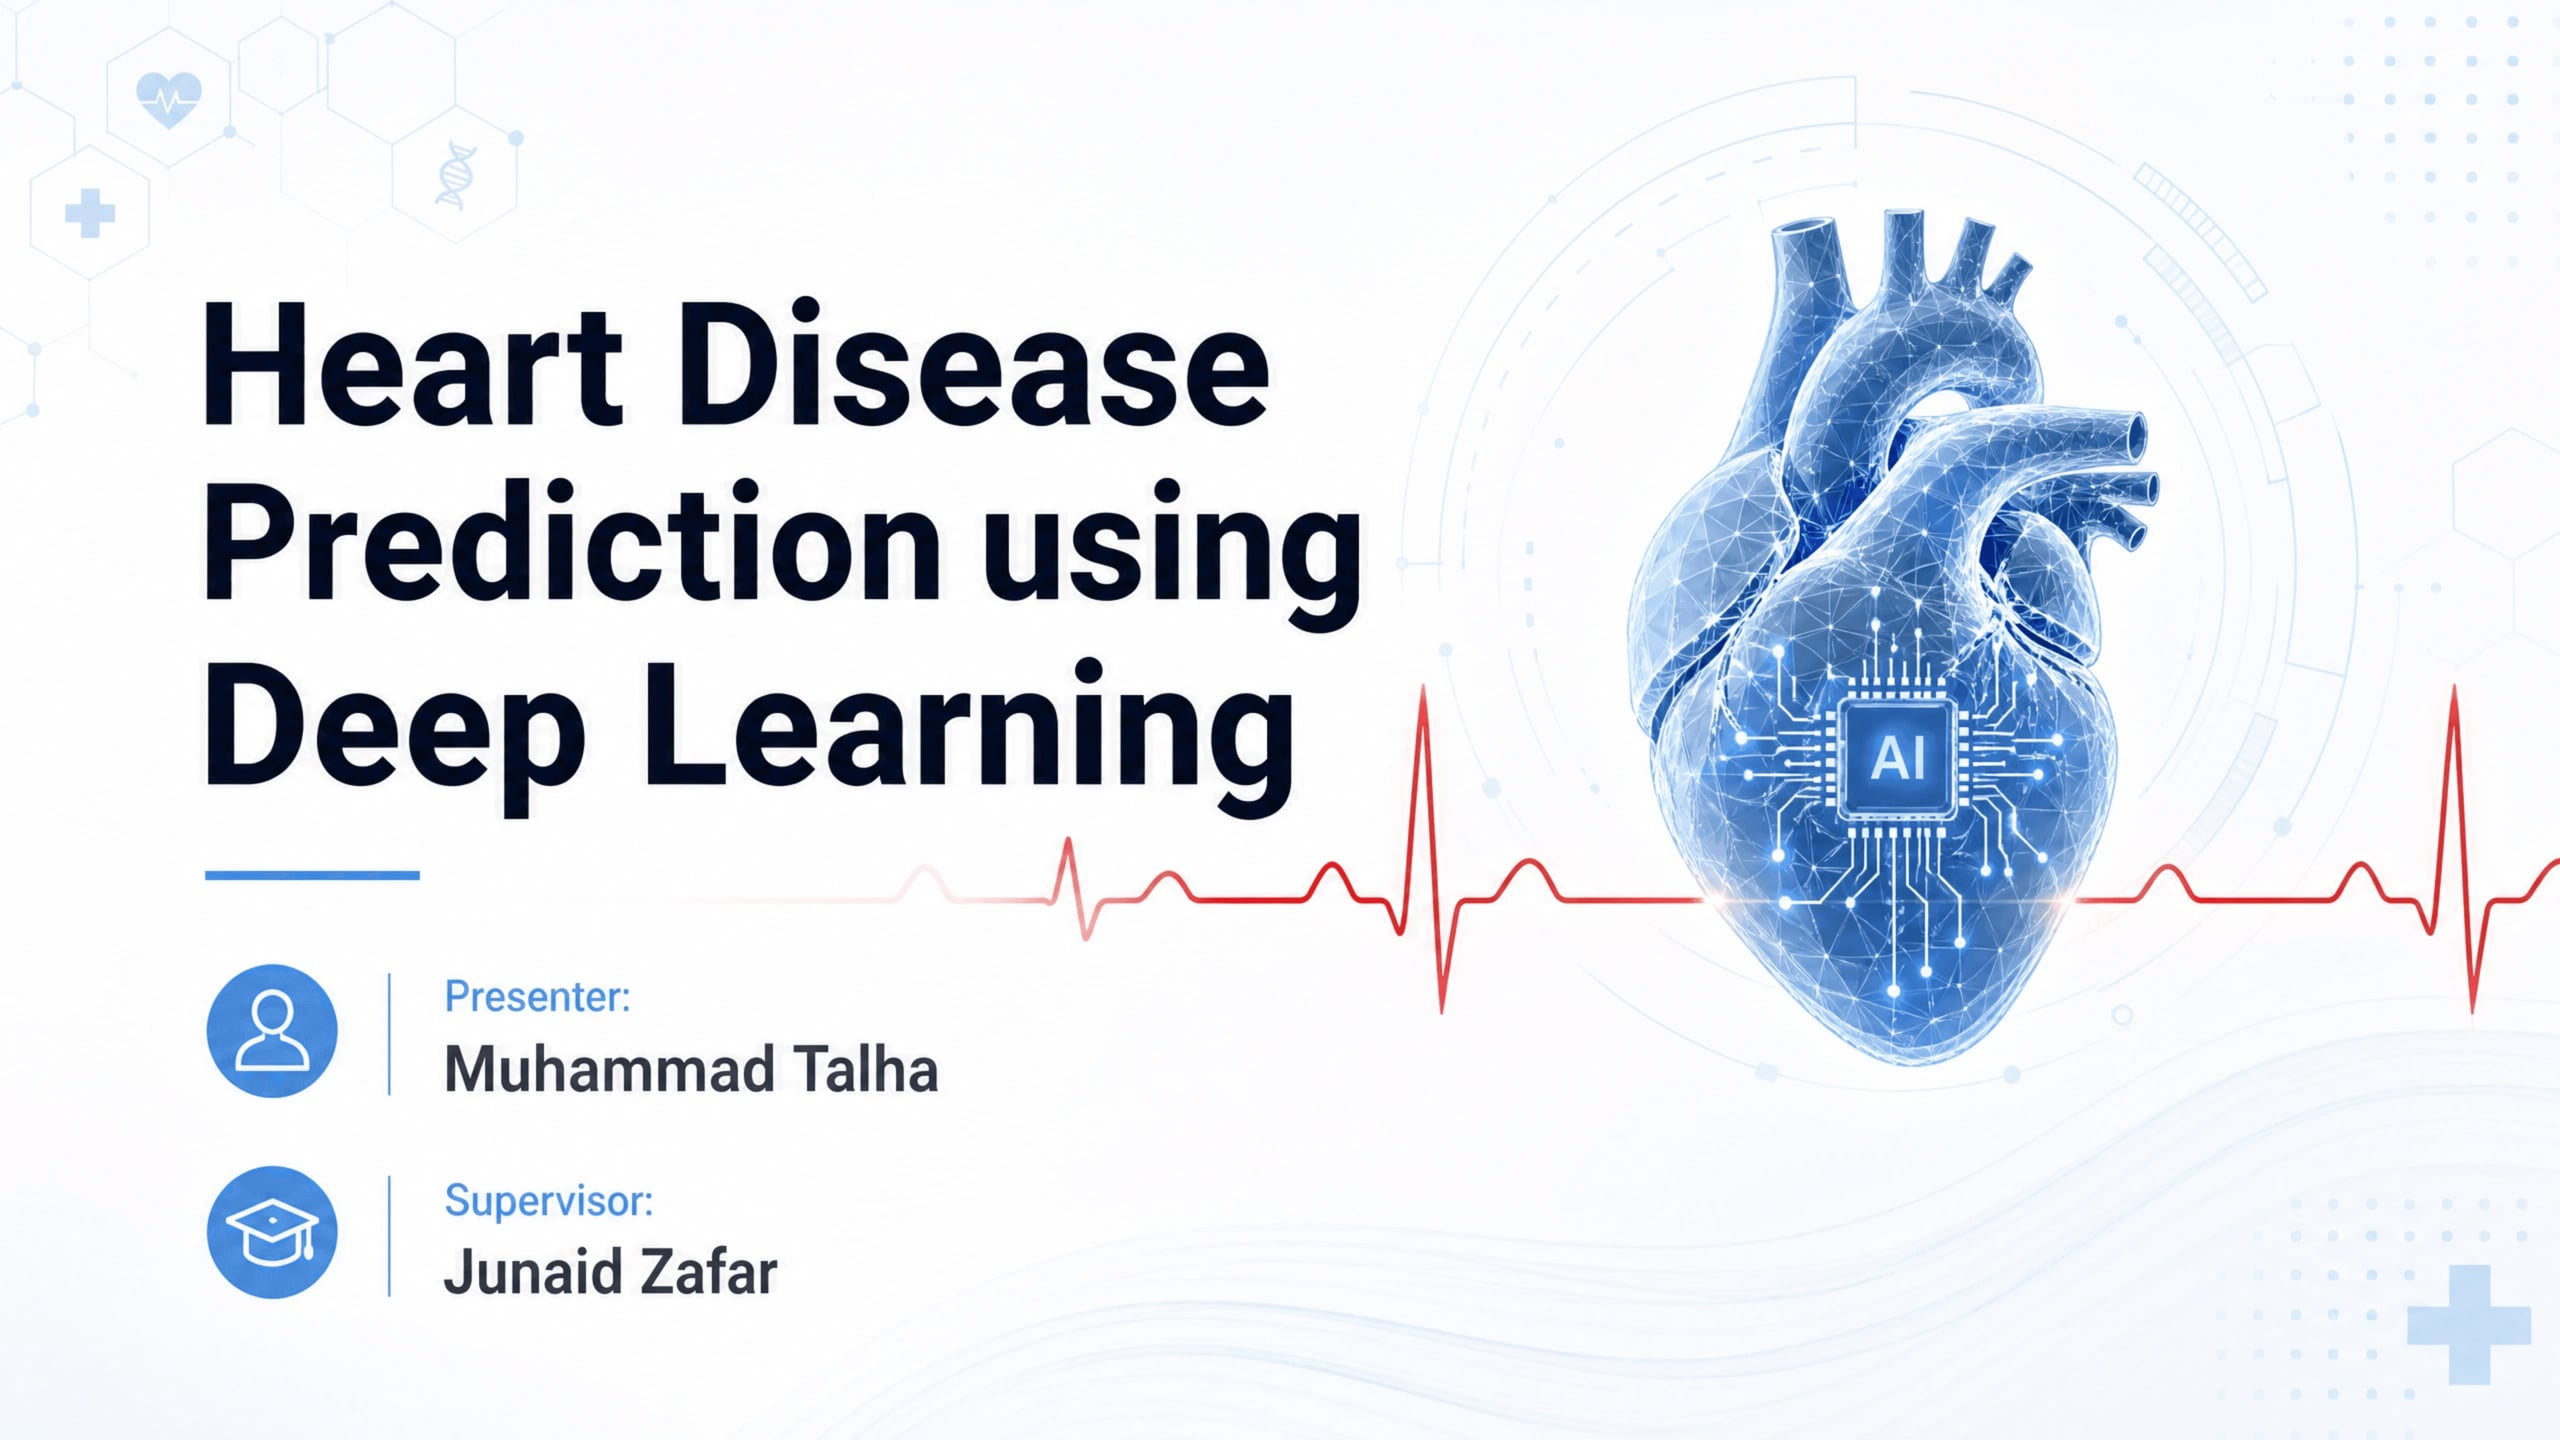 Heart Disease
Prediction using
Deep Learning
Presenter:
Muhammad Talha
Supervisor:
Junaid Zafar
AI